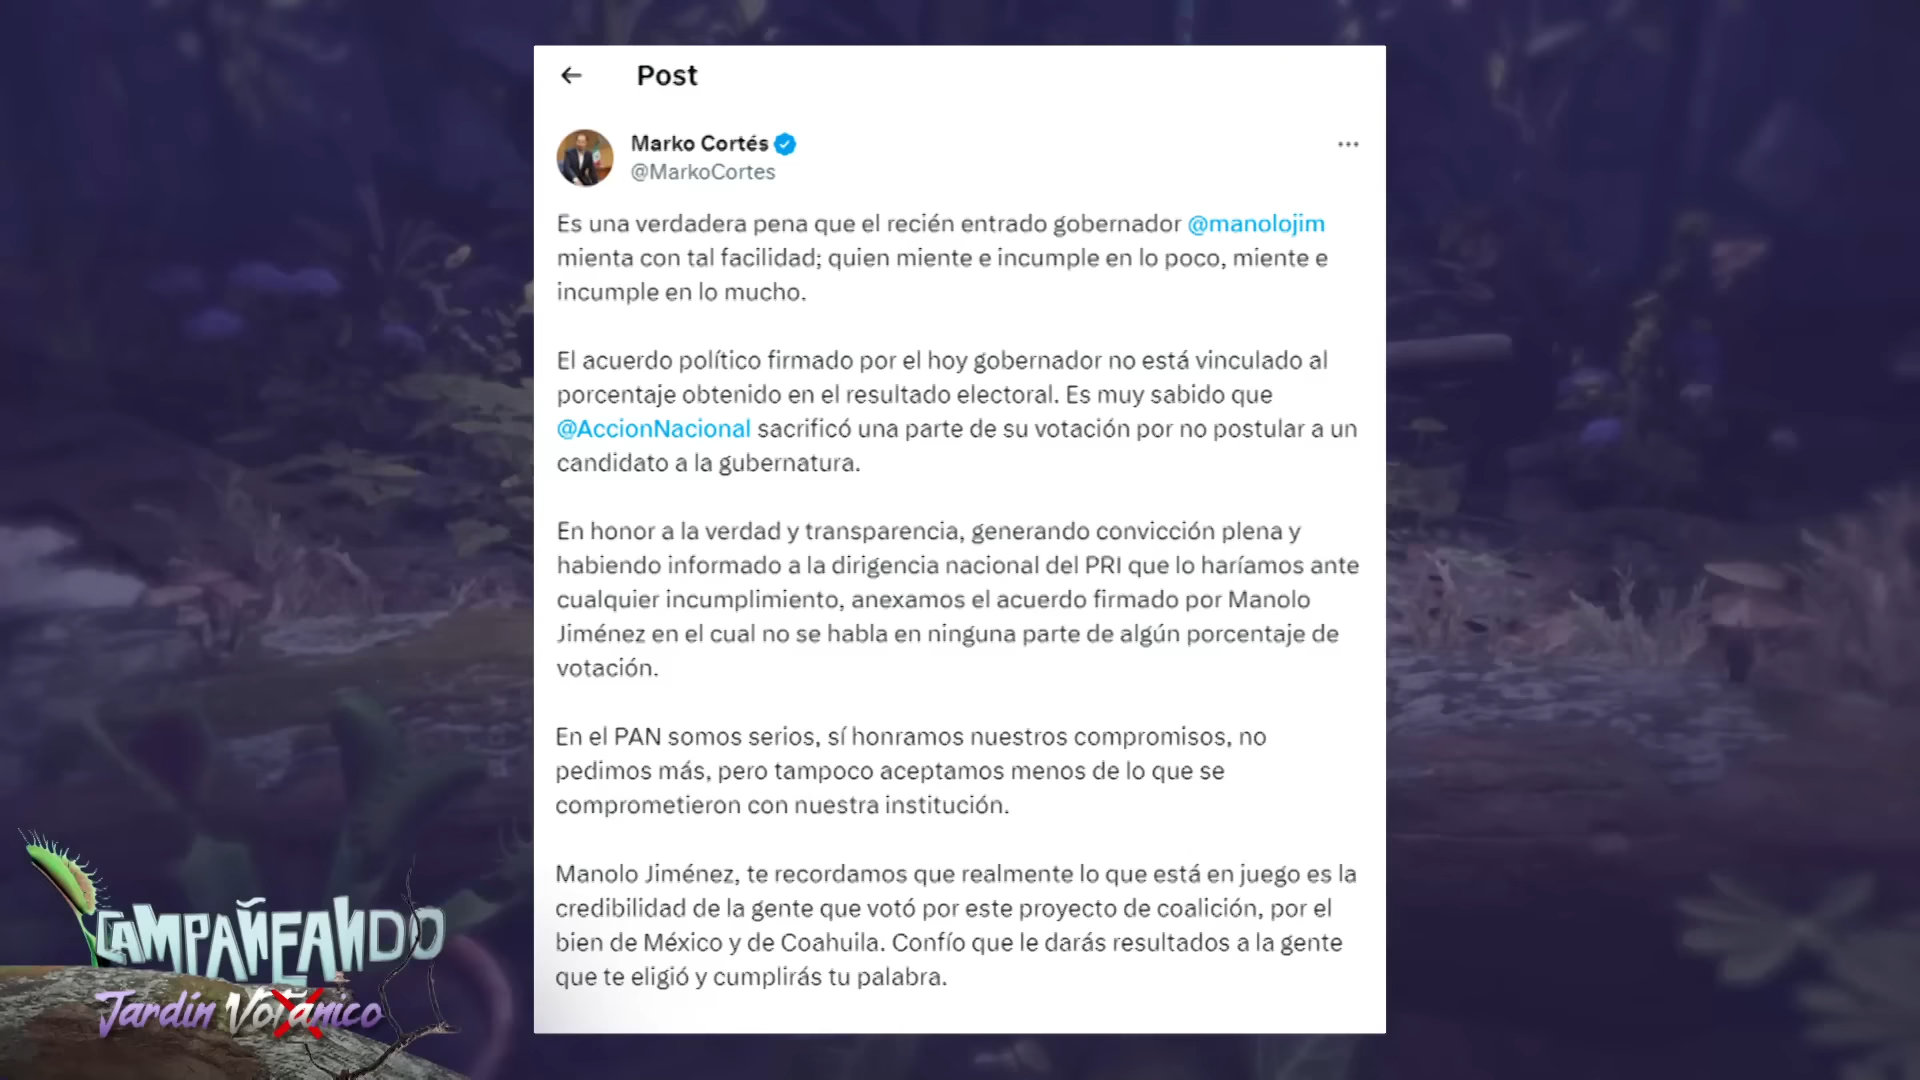 Post
Marko Cortés
@MarkoCortes
Es una verdadera pena que el recién entrado gobernador @manolojim
mienta con tal facilidad; quien miente e incumple en lo poco, miente e
incumple en lo mucho.
El acuerdo político firmado por el hoy gobernador no está vinculado al
porcentaje obtenido en el resultado electoral. Es muy sabido que
@AccionNacional sacrificó una parte de su votación por no postular a un
candidato a la gubernatura.
En honor a la verdad y transparencia, generando convicción plena y
habiendo informado a la dirigencia nacional del PRI que lo haríamos ante
cualquier incumplimiento, anexamos el acuerdo firmado por Manolo
Jiménez en el cual no se habla en ninguna parte de algún porcentaje de
votación.
En el PAN somos serios, sí honramos nuestros compromisos, no
pedimos más, pero tampoco aceptamos menos de lo que se
comprometieron con nuestra institución.
Manolo Jiménez, te recordamos que realmente lo que está en juego es la
credibilidad de la gente que votó por este proyecto de coalición, por el
bien de México y de Coahuila. Confío que le darás resultados a la gente
que te eligió y cumplirás tu palabra.
CAMPAÑEANDO
Jardín Votánico